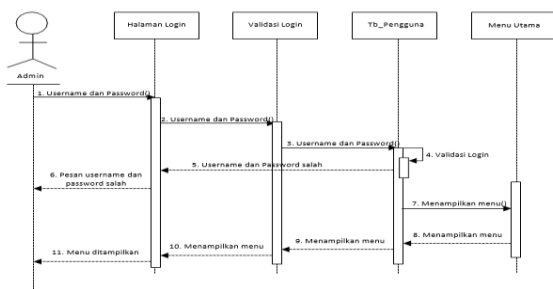 Halaman Login
Validasi Login
Tb_Pengguna
Menu Utama
Admin
1. Username dan Password()
2. Username dan Password()
3. Username dan Password()
4. Validasi Login
5. Username dan Password salah
6. Pesan username dan
password salah
7. Menampilkan menu()
8. Menampilkan menu
9. Menampilkan menu
10. Menampilkan menu
11. Menu ditampilkan